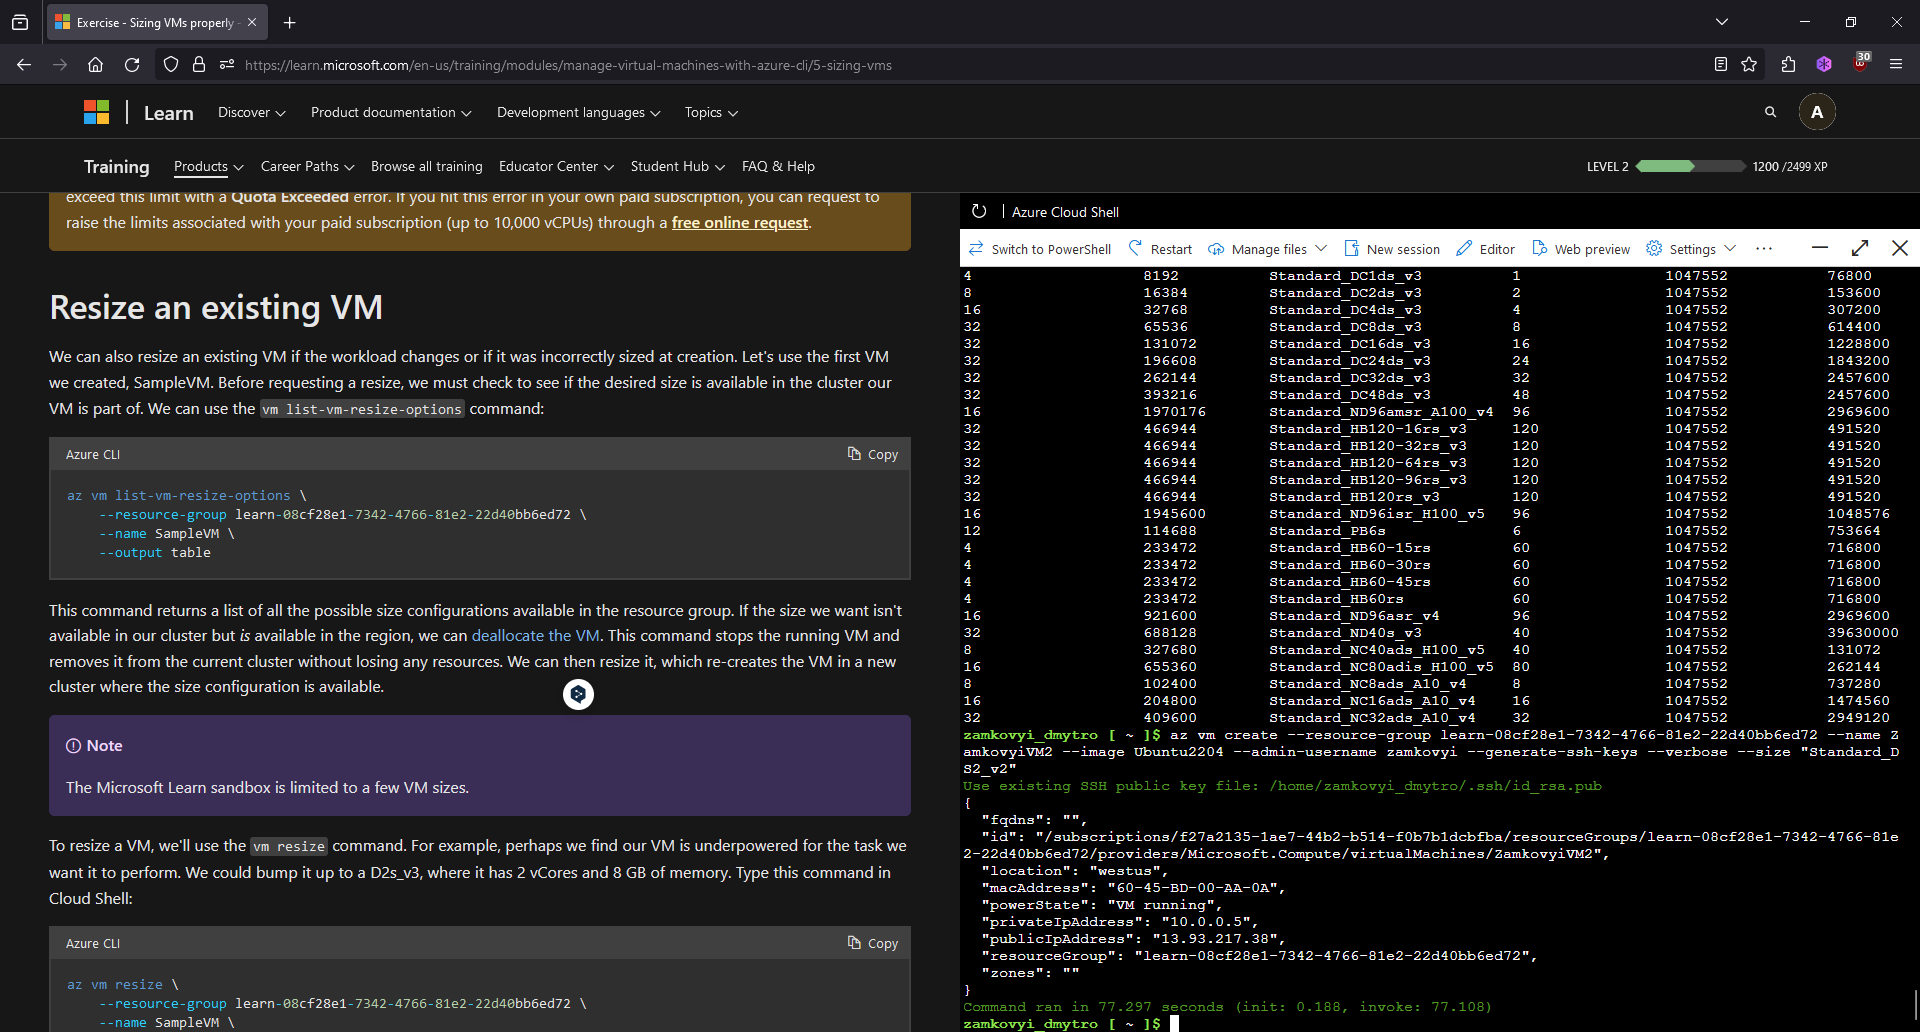 Exercise - Sizing VMs properly -
https://learn.microsoft.com/en-us/training/modules/manage-virtual-machines-with-azure-cli/5-sizing-vms
30
Learn
Discover
Product documentation
Development languages
Topics
A
Training
Products
Career Paths
Browse all training
Educator Center
Student Hub
FAQ & Help
LEVEL 2
1200 /2499 XP
exceed this limit with a Quota Exceeded error. If you hit this error in your own paid subscription, you can request to
raise the limits associated with your paid subscription (up to 10,000 vCPUs) through a free online request.
Resize an existing VM
We can also resize an existing VM if the workload changes or if it was incorrectly sized at creation. Let's use the first VM
we created, SampleVM. Before requesting a resize, we must check to see if the desired size is available in the cluster our
VM is part of. We can use the vm list-vm-resize-options command:
Azure CLI
Copy
az vm list-vm-resize-options \
--resource-group learn-08cf28e1-7342-4766-81e2-22d40bb6ed72 \
--name SampleVM \
--output table
This command returns a list of all the possible size configurations available in the resource group. If the size we want isn't
available in our cluster but is available in the region, we can deallocate the VM. This command stops the running VM and
removes it from the current cluster without losing any resources. We can then resize it, which re-creates the VM in a new
cluster where the size configuration is available.
Note
The Microsoft Learn sandbox is limited to a few VM sizes.
To resize a VM, we'll use the vm resize command. For example, perhaps we find our VM is underpowered for the task we
want it to perform. We could bump it up to a D2s_v3, where it has 2 vCores and 8 GB of memory. Type this command in
Cloud Shell:
Azure CLI
Copy
az vm resize \
--resource-group learn-08cf28e1-7342-4766-81e2-22d40bb6ed72 \
--name SampleVM \
Azure Cloud Shell
Switch to PowerShell
Restart
Manage files
New session
Editor
Web preview
Settings
4 8192 Standard_DC1ds_v3 1 1047552 76800
8 16384 Standard_DC2ds_v3 2 1047552 153600
16 32768 Standard_DC4ds_v3 4 1047552 307200
32 65536 Standard_DC8ds_v3 8 1047552 614400
32 131072 Standard_DC16ds_v3 16 1047552 1228800
32 196608 Standard_DC24ds_v3 24 1047552 1843200
32 262144 Standard_DC32ds_v3 32 1047552 2457600
32 393216 Standard_DC48ds_v3 48 1047552 2457600
16 1970176 Standard_ND96amsr_A100_v4 96 1047552 2969600
32 466944 Standard_HB120-16rs_v3 120 1047552 491520
32 466944 Standard_HB120-32rs_v3 120 1047552 491520
32 466944 Standard_HB120-64rs_v3 120 1047552 491520
32 466944 Standard_HB120-96rs_v3 120 1047552 491520
32 466944 Standard_HB120rs_v3 120 1047552 491520
16 1945600 Standard_ND96isr_H100_v5 96 1047552 1048576
12 114688 Standard_PB6s 6 1047552 753664
4 233472 Standard_HB60-15rs 60 1047552 716800
4 233472 Standard_HB60-30rs 60 1047552 716800
4 233472 Standard_HB60-45rs 60 1047552 716800
4 233472 Standard_HB60rs 60 1047552 716800
16 921600 Standard_ND96asr_v4 96 1047552 2969600
32 688128 Standard_ND40s_v3 40 1047552 39630000
8 327680 Standard_NC40ads_H100_v5 40 1047552 131072
16 655360 Standard_NC80adis_H100_v5 80 1047552 262144
8 102400 Standard_NC8ads_A10_v4 8 1047552 737280
16 204800 Standard_NC16ads_A10_v4 16 1047552 1474560
32 409600 Standard_NC32ads_A10_v4 32 1047552 2949120
zamkovyi_dmytro [ ~ ]$ az vm create --resource-group learn-08cf28e1-7342-4766-81e2-22d40bb6ed72 --name Z
amkovyiVM2 --image Ubuntu2204 --admin-username zamkovyi --generate-ssh-keys --verbose --size "Standard_D
S2_v2"
Use existing SSH public key file: /home/zamkovyi_dmytro/.ssh/id_rsa.pub
{
"fqdns": "",
"id": "/subscriptions/f27a2135-1ae7-44b2-b514-f0b7b1dcbfba/resourceGroups/learn-08cf28e1-7342-4766-81e
2-22d40bb6ed72/providers/Microsoft.Compute/virtualMachines/ZamkovyiVM2",
"location": "westus",
"macAddress": "60-45-BD-00-AA-0A",
"powerState": "VM running",
"privateIpAddress": "10.0.0.5",
"publicIpAddress": "13.93.217.38",
"resourceGroup": "learn-08cf28e1-7342-4766-81e2-22d40bb6ed72",
"zones": ""
}
Command ran in 77.297 seconds (init: 0.188, invoke: 77.108)
zamkovyi_dmytro [ ~ ]$